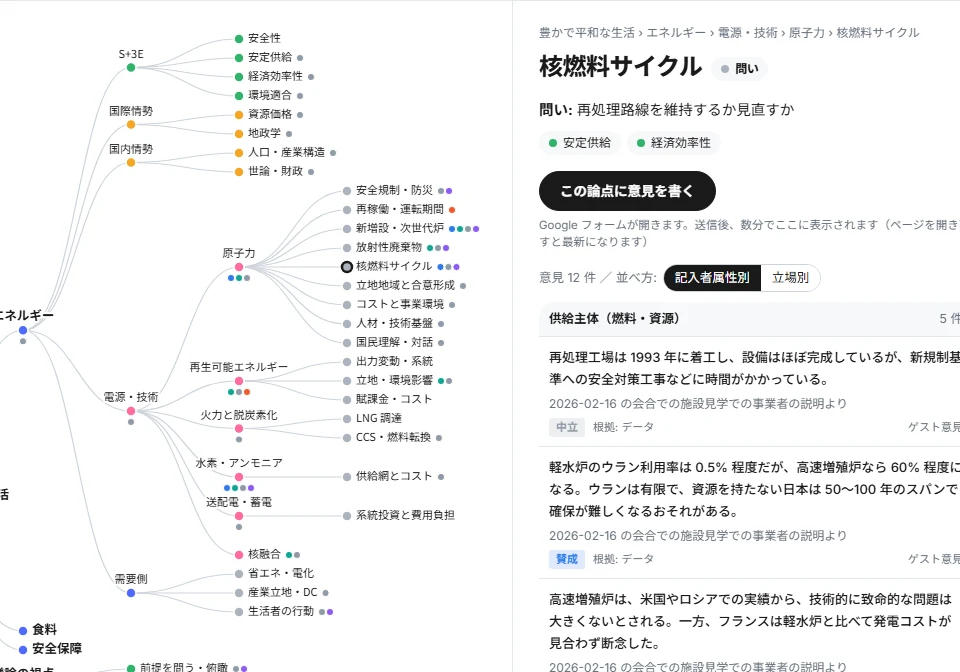 S+3E
安全性
安定供給
経済効率性
環境適合
国際情勢
資源価格
地政学
国内情勢
人口・産業構造
世論・財政
エネルギー
電源・技術
原子力
安全規制・防災
再稼働・運転期間
新増設・次世代炉
放射性廃棄物
核燃料サイクル
立地地域と合意形成
コストと事業環境
人材・技術基盤
国民理解・対話
再生可能エネルギー
出力変動・系統
立地・環境影響
賦課金・コスト
火力と脱炭素化
LNG 調達
CCS・燃料転換
水素・アンモニア
供給網とコスト
送配電・蓄電
系統投資と費用負担
核融合
需要側
省エネ・電化
産業立地・DC
生活者の行動
活
食料
安全保障
前提を問う・俯瞰
豊かで平和な生活 › エネルギー › 電源・技術 › 原子力 › 核燃料サイクル
核燃料サイクル 問い
問い: 再処理路線を維持するか見直すか
安定供給 経済効率性
この論点に意見を書く
Google フォームが開きます。送信後、数分でここに表示されます（ページを開き
すと最新になります）
意見 12 件 ／ 並べ方: 記入者属性別 立場別
供給主体（燃料・資源） 5 件
再処理工場は 1993 年に着工し、設備はほぼ完成しているが、新規制基
準への安全対策工事などに時間がかかっている。
2026-02-16 の会合での施設見学での事業者の説明より
中立 根拠: データ ゲスト意見
軽水炉のウラン利用率は 0.5% 程度だが、高速増殖炉なら 60% 程度に
なる。ウランは有限で、資源を持たない日本は 50〜100 年のスパンで
確保が難しくなるおそれがある。
2026-02-16 の会合での施設見学での事業者の説明より
賛成 根拠: データ ゲスト意見
高速増殖炉は、米国やロシアでの実績から、技術的に致命的な問題は
大きくないとされる。一方、フランスは軽水炉と比べて発電コストが
見合わず断念した。
2026-02-16 の会合での施設見学での事業者の説明より